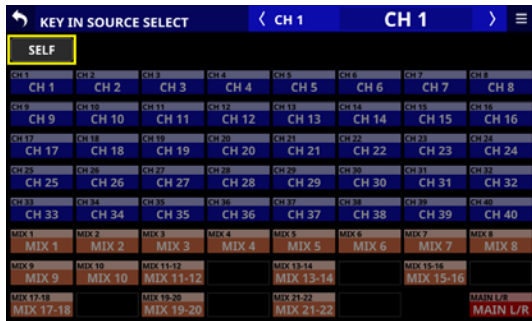 KEY IN SOURCE SELECT CH 1 CH 1
SELF
CH 1 CH 2 CH 3 CH 4 CH 5 CH 6 CH 7 CH 8
CH 1 CH 2 CH 3 CH 4 CH 5 CH 6 CH 7 CH 8
CH 9 CH 10 CH 11 CH 12 CH 13 CH 14 CH 15 CH 16
CH 9 CH 10 CH 11 CH 12 CH 13 CH 14 CH 15 CH 16
CH 17 CH 18 CH 19 CH 20 CH 21 CH 22 CH 23 CH 24
CH 17 CH 18 CH 19 CH 20 CH 21 CH 22 CH 23 CH 24
CH 25 CH 26 CH 27 CH 28 CH 29 CH 30 CH 31 CH 32
CH 25 CH 26 CH 27 CH 28 CH 29 CH 30 CH 31 CH 32
CH 33 CH 34 CH 35 CH 36 CH 37 CH 38 CH 39 CH 40
CH 33 CH 34 CH 35 CH 36 CH 37 CH 38 CH 39 CH 40
MIX 1 MIX 2 MIX 3 MIX 4 MIX 5 MIX 6 MIX 7 MIX 8
MIX 1 MIX 2 MIX 3 MIX 4 MIX 5 MIX 6 MIX 7 MIX 8
MIX 9 MIX 10 MIX 11-12 MIX 13-14 MIX 15-16
MIX 9 MIX 10 MIX 11-12 MIX 13-14 MIX 15-16
MIX 17-18 MIX 19-20 MIX 21-22 MAIN L/R
MIX 17-18 MIX 19-20 MIX 21-22 MAIN L/R